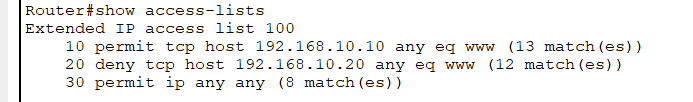 Router#show access-lists
Extended IP access list 100
    10 permit tcp host 192.168.10.10 any eq www (13 match(es))
    20 deny tcp host 192.168.10.20 any eq www (12 match(es))
    30 permit ip any any (8 match(es))